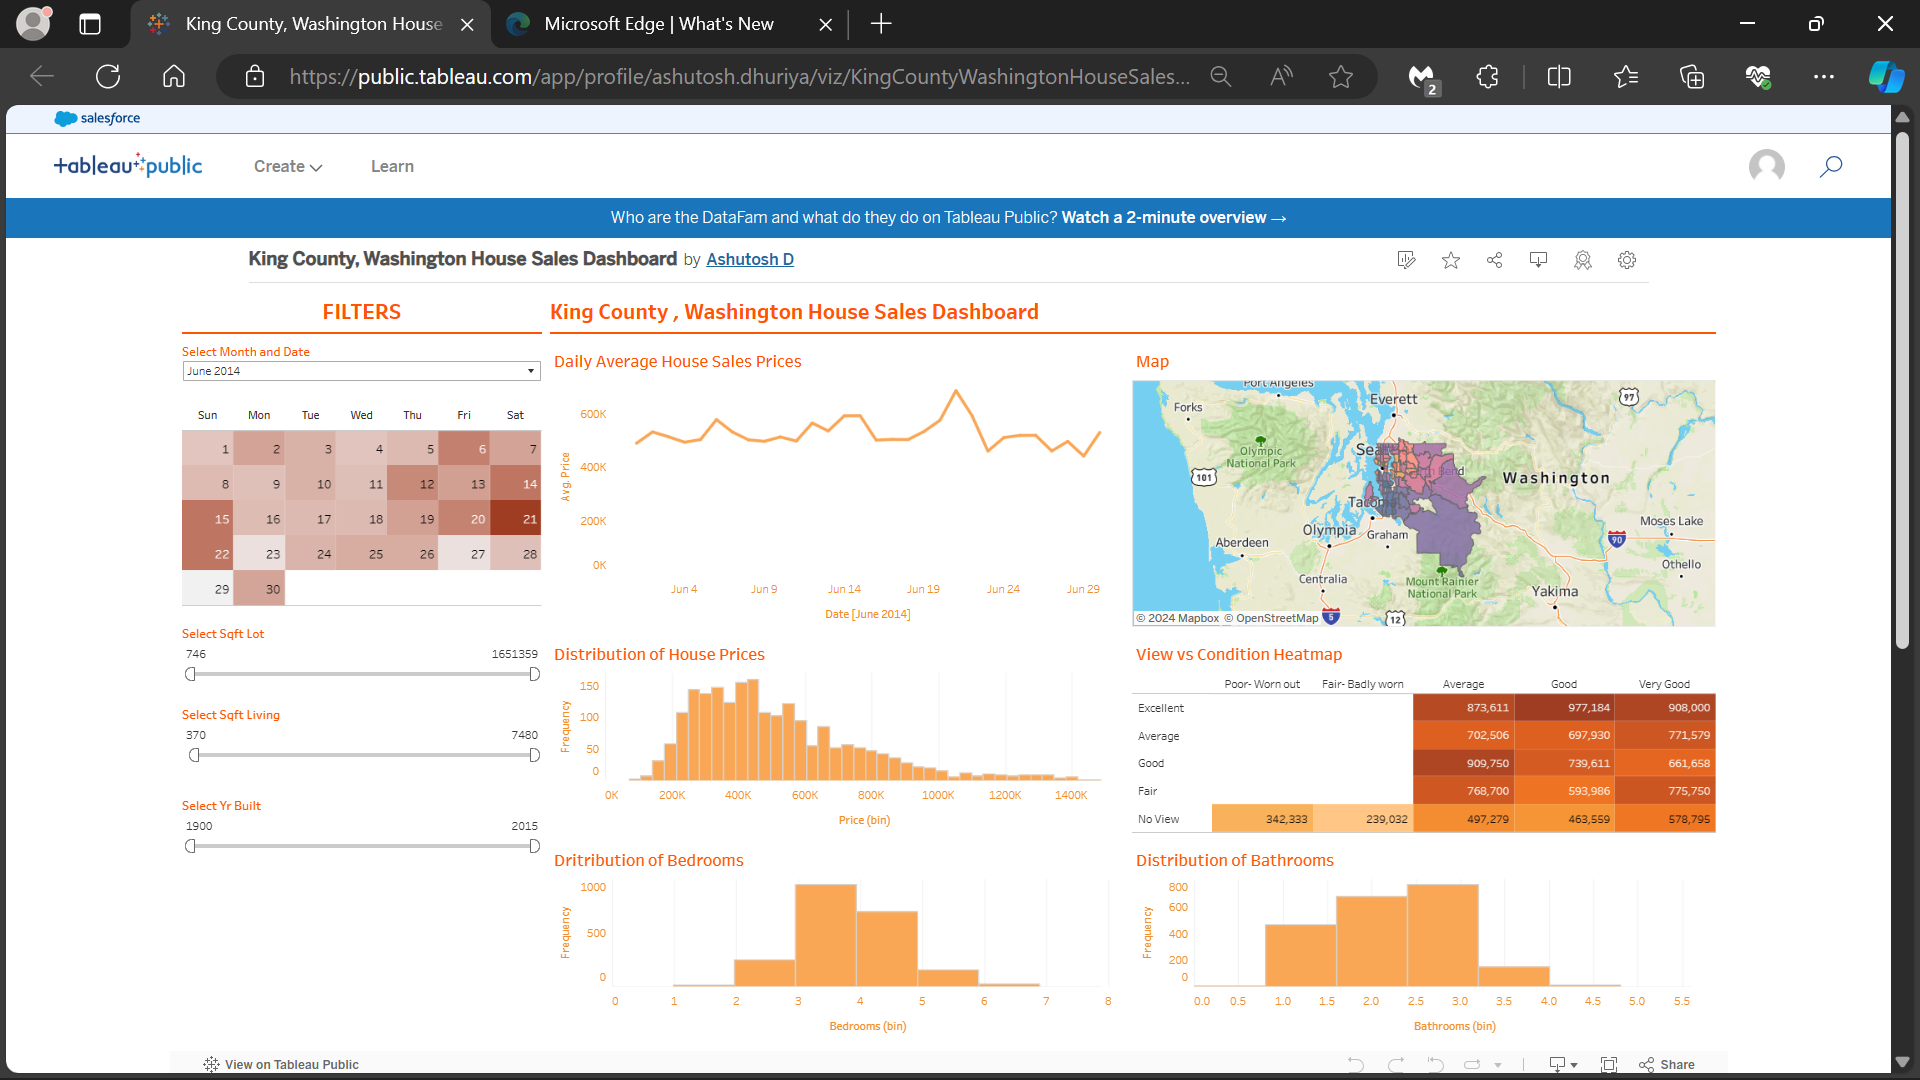 King County, Washington House
Microsoft Edge | What's New
https://public.tableau.com/app/profile/ashutosh.dhuriya/viz/KingCountyWashingtonHouseSales...
2
salesforce
+ableau public
Create
Learn
Who are the DataFam and what do they do on Tableau Public? Watch a 2-minute overview →
King County, Washington House Sales Dashboard by Ashutosh D
FILTERS
Select Month and Date
June 2014
Sun Mon Tue Wed Thu Fri Sat
1 2 3 4 5 6 7
8 9 10 11 12 13 14
15 16 17 18 19 20 21
22 23 24 25 26 27 28
29 30
Select Sqft Lot
746 1651359
Select Sqft Living
370 7480
Select Yr Built
1900 2015
King County , Washington House Sales Dashboard
Daily Average House Sales Prices
Avg. Price
600K
400K
200K
0K
Jun 4 Jun 9 Jun 14 Jun 19 Jun 24 Jun 29
Date [June 2014]
Map
Port Angeles
Everett
97
Forks
Olympic
National Park
Sea
Bend
101
Washington
Taco
Olympia
Graham
Moses Lake
90
Aberdeen
Othello
Centralia
Mount Rainier
National Park
Yakima
5
12
© 2024 Mapbox © OpenStreetMap
Distribution of House Prices
Frequency
150
100
50
0
0K 200K 400K 600K 800K 1000K 1200K 1400K
Price (bin)
View vs Condition Heatmap
Poor- Worn out Fair- Badly worn Average Good Very Good
Excellent 873,611 977,184 908,000
Average 702,506 697,930 771,579
Good 909,750 739,611 661,658
Fair 768,700 593,986 775,750
No View 342,333 239,032 497,279 463,559 578,795
Dritribution of Bedrooms
Frequency
1000
500
0
0 1 2 3 4 5 6 7 8
Bedrooms (bin)
Distribution of Bathrooms
Frequency
800
600
400
200
0
0.0 0.5 1.0 1.5 2.0 2.5 3.0 3.5 4.0 4.5 5.0 5.5
Bathrooms (bin)
View on Tableau Public
Share